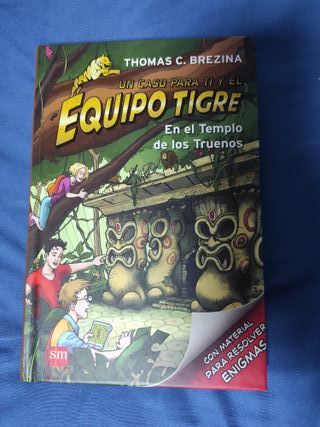 THOMAS C. BREZINA
UN CASO PARA TI Y EL
EQUIPO TIGRE
En el Templo
de los Truenos
CON MATERIAL
PARA RESOLVER
ENIGMAS
sm